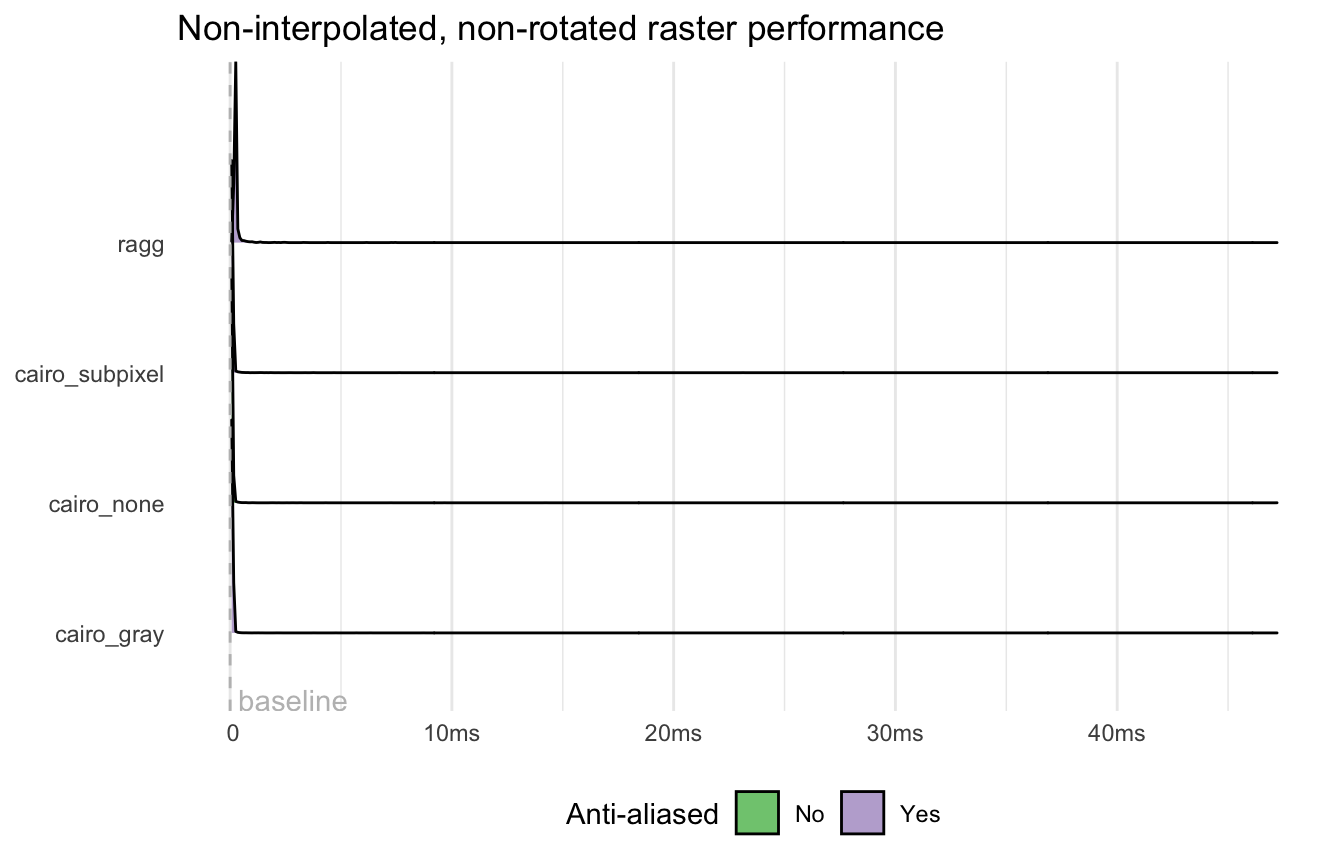 Non-interpolated, non-rotated raster performance
ragg
cairo_subpixel
cairo_none
cairo_gray
baseline
0 10ms 20ms 30ms 40ms
Anti-aliased No Yes